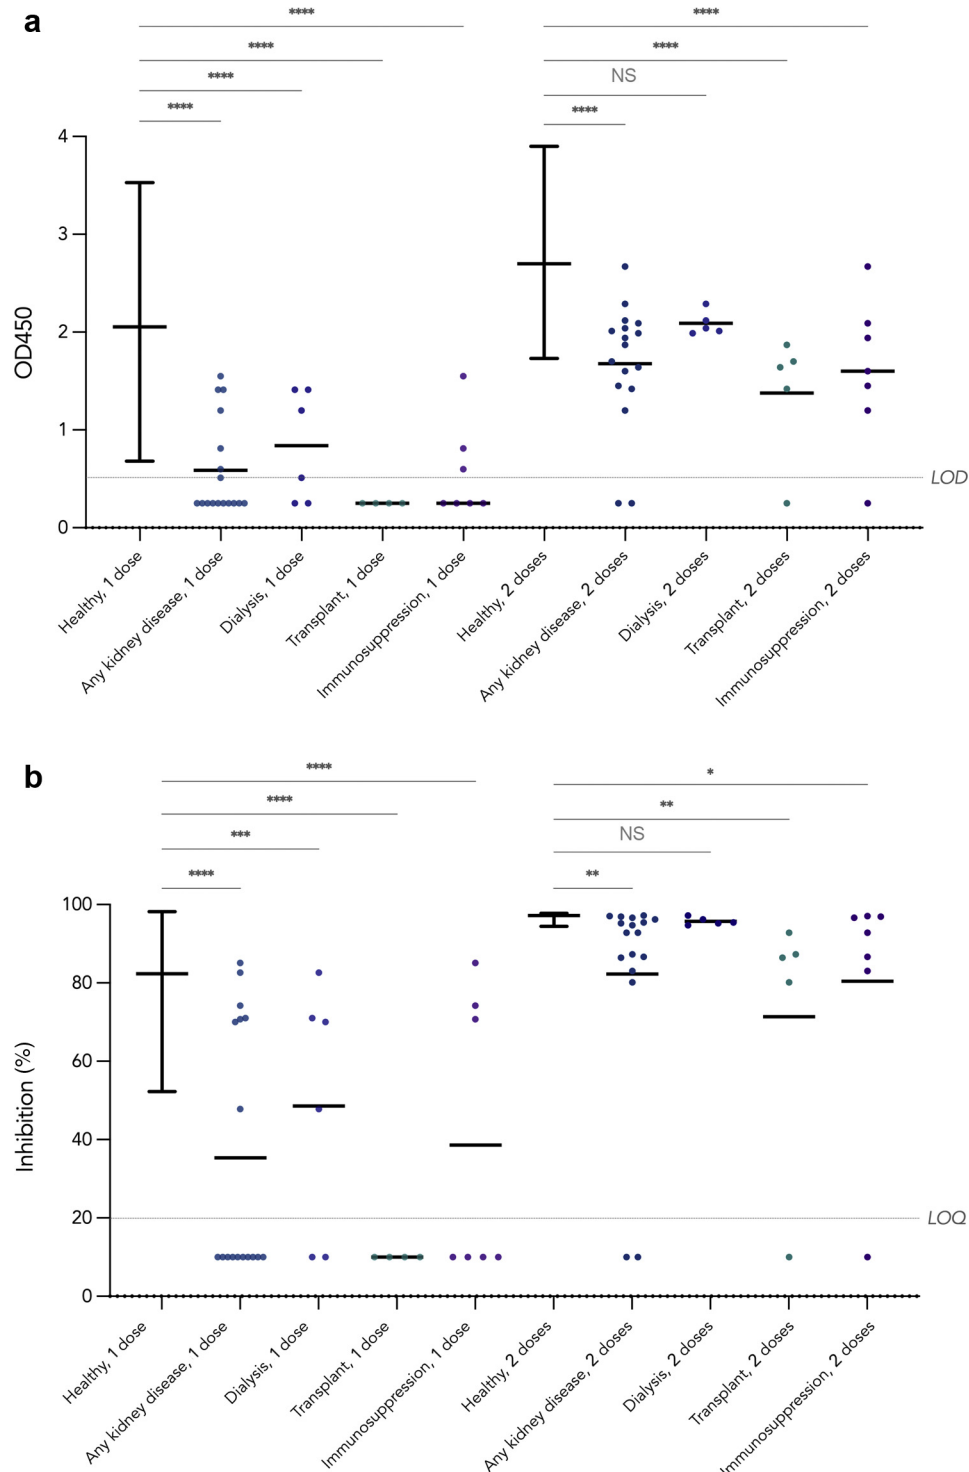 a
****
****
****
****
****
****
NS
****
4
3
2
1
0
OD450
LOD
Healthy, 1 dose
Any kidney disease, 1 dose
Dialysis, 1 dose
Transplant, 1 dose
Immunosuppression, 1 dose
Healthy, 2 doses
Any kidney disease, 2 doses
Dialysis, 2 doses
Transplant, 2 doses
Immunosuppression, 2 doses
b
****
****
***
****
*
**
NS
**
100
80
60
40
20
0
Inhibition (%)
LOQ
Healthy, 1 dose
Any kidney disease, 1 dose
Dialysis, 1 dose
Transplant, 1 dose
Immunosuppression, 1 dose
Healthy, 2 doses
Any kidney disease, 2 doses
Dialysis, 2 doses
Transplant, 2 doses
Immunosuppression, 2 doses